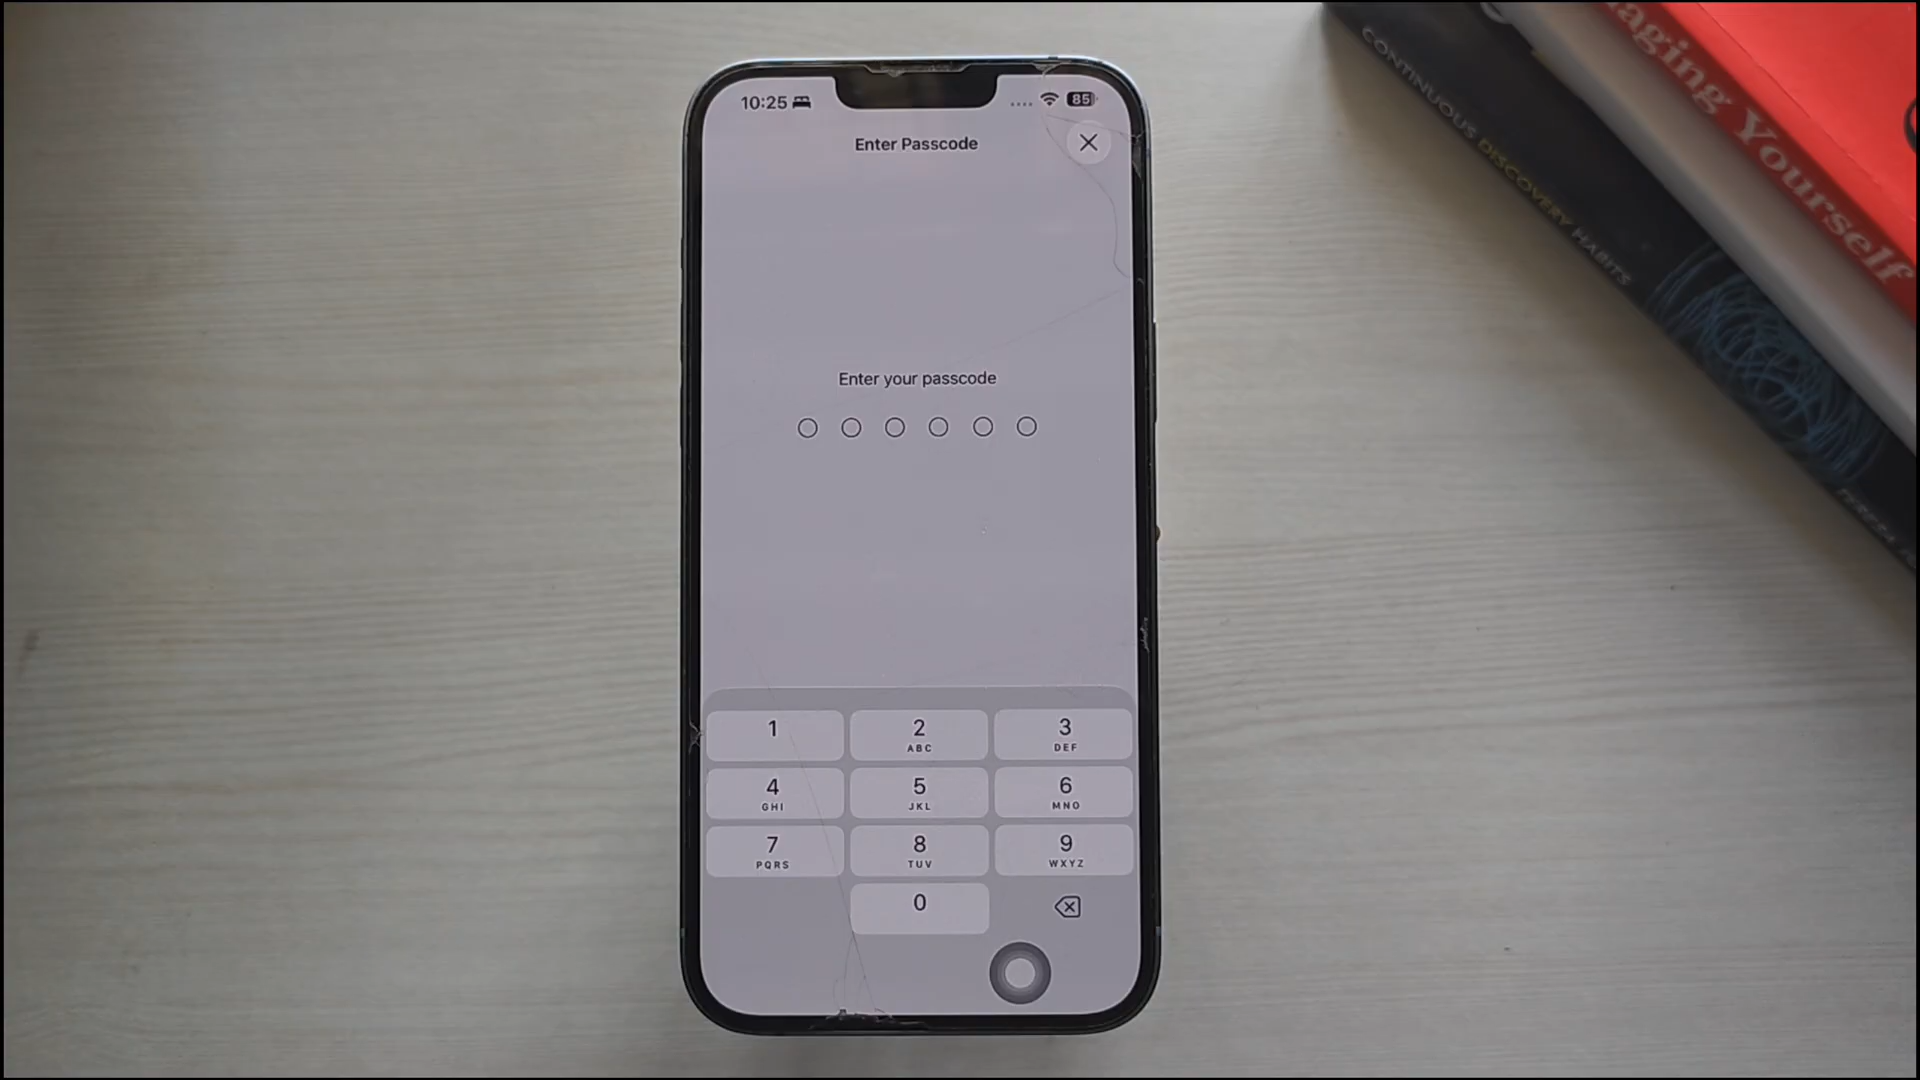 10:25
85
Enter Passcode
Enter your passcode
1
2
ABC
3
DEF
4
GHI
5
JKL
6
MNO
7
PQRS
8
TUV
9
WXYZ
0
CONTINUOUS DISCOVERY HABITS
aging Yourself